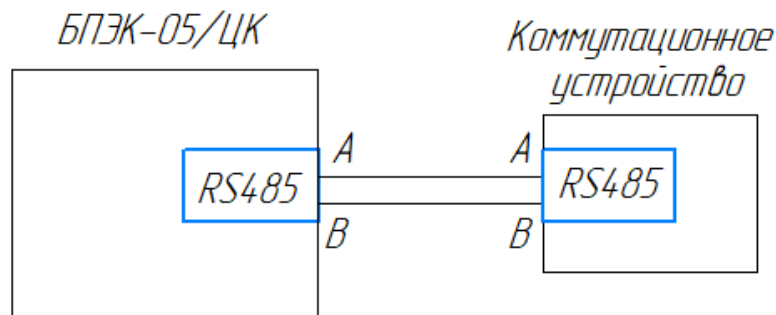 БПЭК-05/ЦК
Коммутационное
устройство
A
A
RS485
RS485
B
B